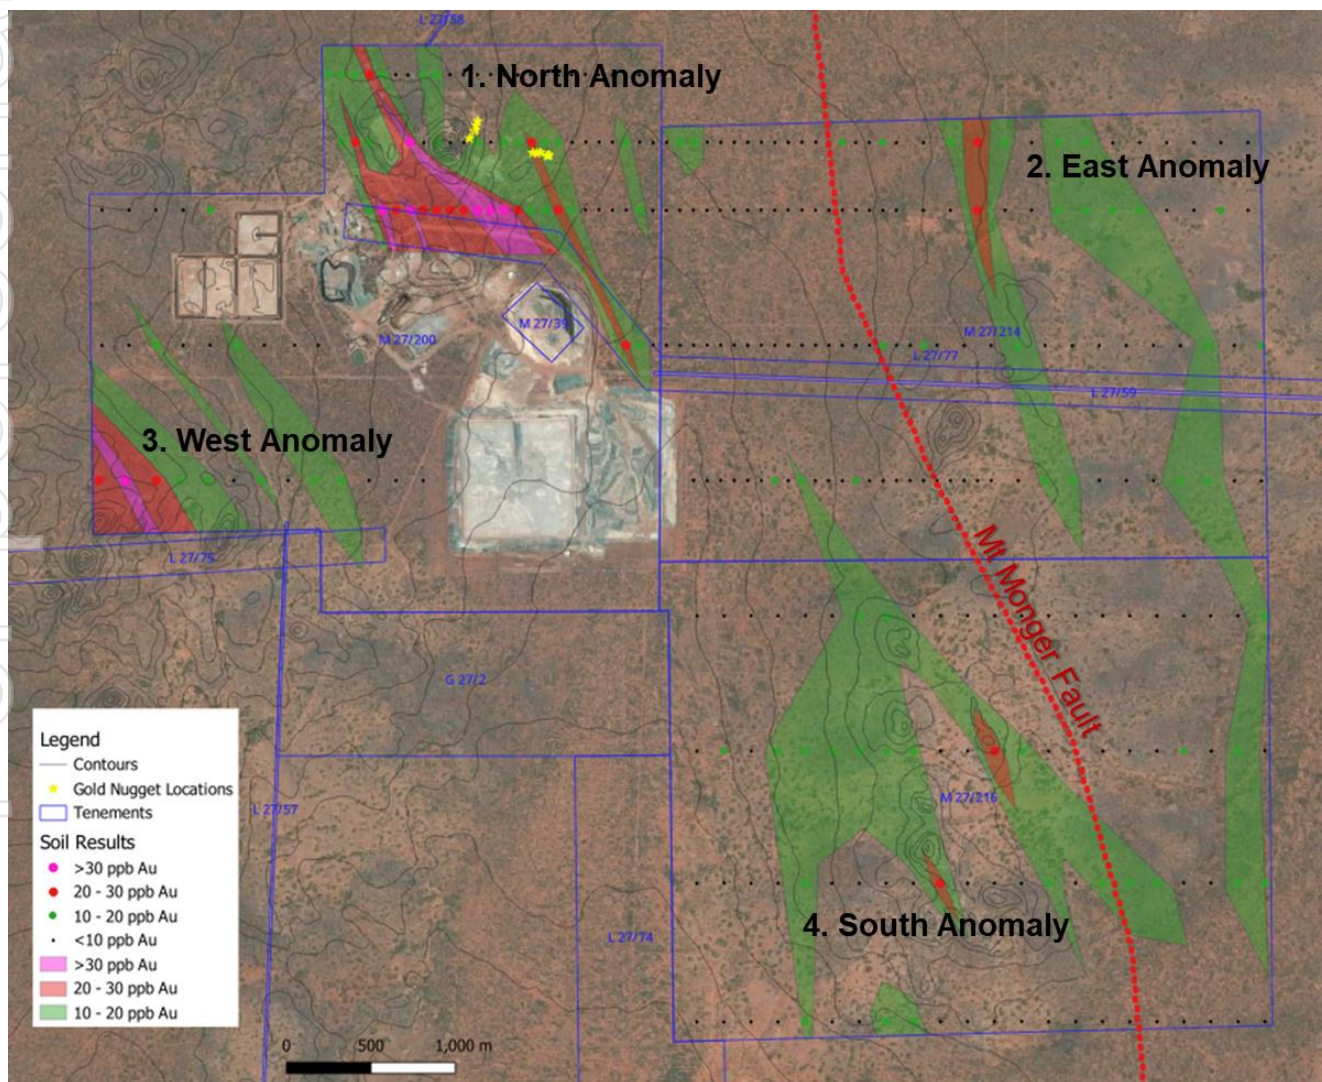 L 27/58
1. North Anomaly
2. East Anomaly
M 27/39
M 27/200
M 27/214
L 27/77
L 27/59
3. West Anomaly
L 27/75
Mt Monger Fault
G 27/2
M 27/216
L 27/57
4. South Anomaly
L 27/74
Legend
Contours
Gold Nugget Locations
Tenements
Soil Results
>30 ppb Au
20 - 30 ppb Au
10 - 20 ppb Au
<10 ppb Au
>30 ppb Au
20 - 30 ppb Au
10 - 20 ppb Au
0 500 1,000 m